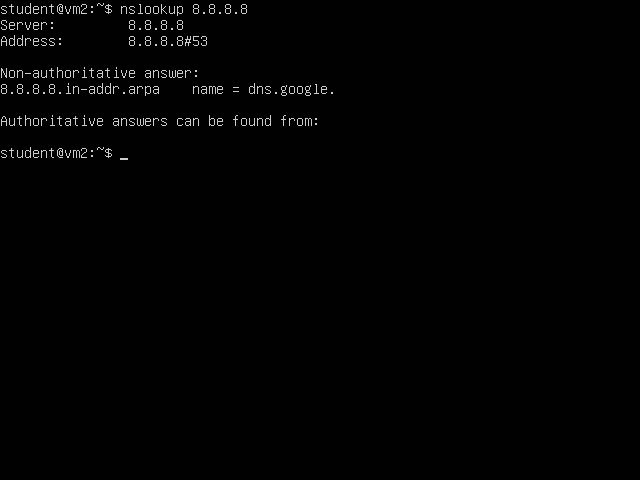 student@vm2:~$ nslookup 8.8.8.8
Server:         8.8.8.8
Address:        8.8.8.8#53
Non-authoritative answer:
8.8.8.8.in-addr.arpa    name = dns.google.
Authoritative answers can be found from:
student@vm2:~$ _